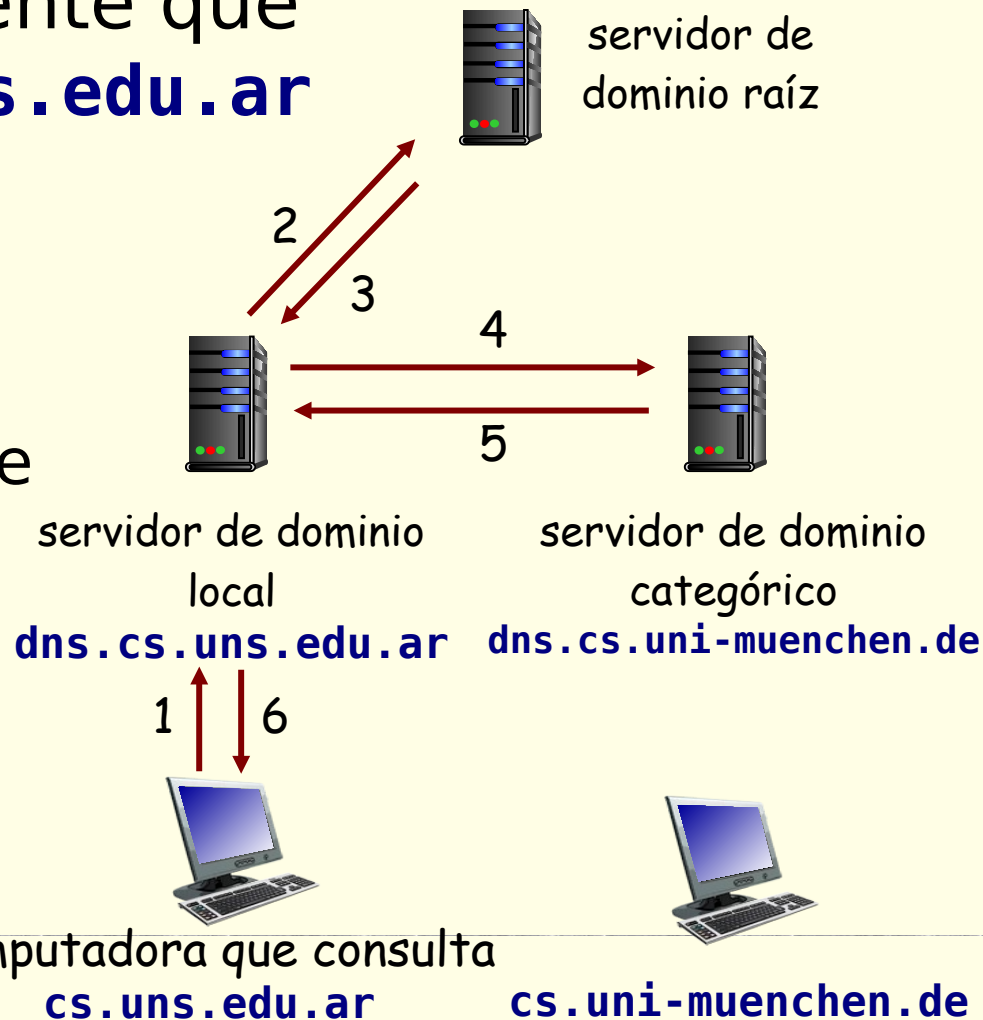 que
.edu.ar
servidor de
dominio raíz
2
3
4
5
servidor de dominio
local
dns.cs.uns.edu.ar
servidor de dominio
categórico
dns.cs.uni-muenchen.de
1
6
que consulta
cs.uns.edu.ar
cs.uni-muenchen.de